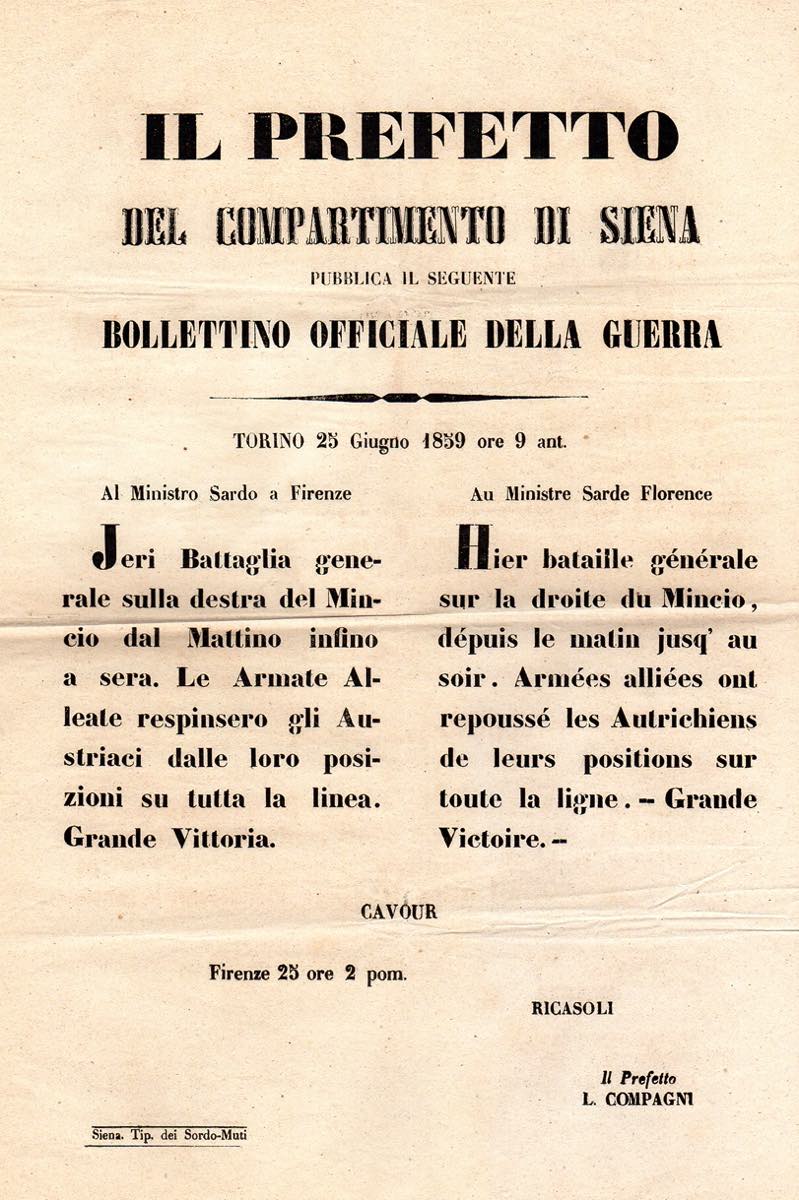 IL PREFETTO
DEL COMPARTIMENTO DI SIENA
PUBBLICA IL SEGUENTE
BOLLETTINO OFFICIALE DELLA GUERRA
TORINO 25 Giugno 1859 ore 9 ant.
Al Ministro Sardo a Firenze
Jeri Battaglia gene-
rale sulla destra del Min-
cio dal Mattino infino
a sera. Le Armate Al-
leate respinsero gli Au-
striaci dalle loro posi-
zioni su tutta la linea.
Grande Vittoria.
Au Ministre Sarde Florence
Hier bataille générale
sur la droite du Mincio,
dépuis le matin jusq' au
soir. Armées alliées ont
repoussé les Autrichiens
de leurs positions sur
toute la ligne. — Grande
Victoire. —
CAVOUR
Firenze 25 ore 2 pom.
RICASOLI
Il Prefetto
L. COMPAGNI
Siena. Tip. dei Sordo-Muti